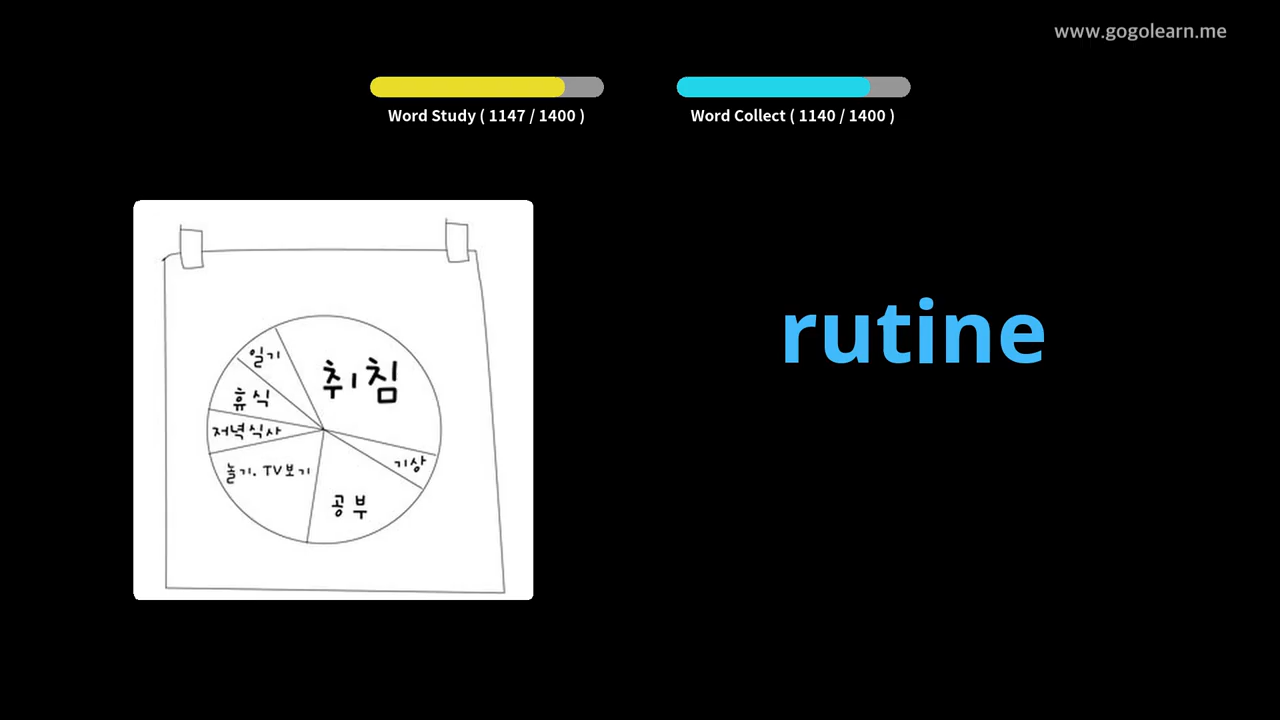 www.gogolearn.me
Word Study ( 1147 / 1400 )
Word Collect ( 1140 / 1400 )
일기
취침
휴식
저녁식사
놀기. TV보기
기상
공부
rutine